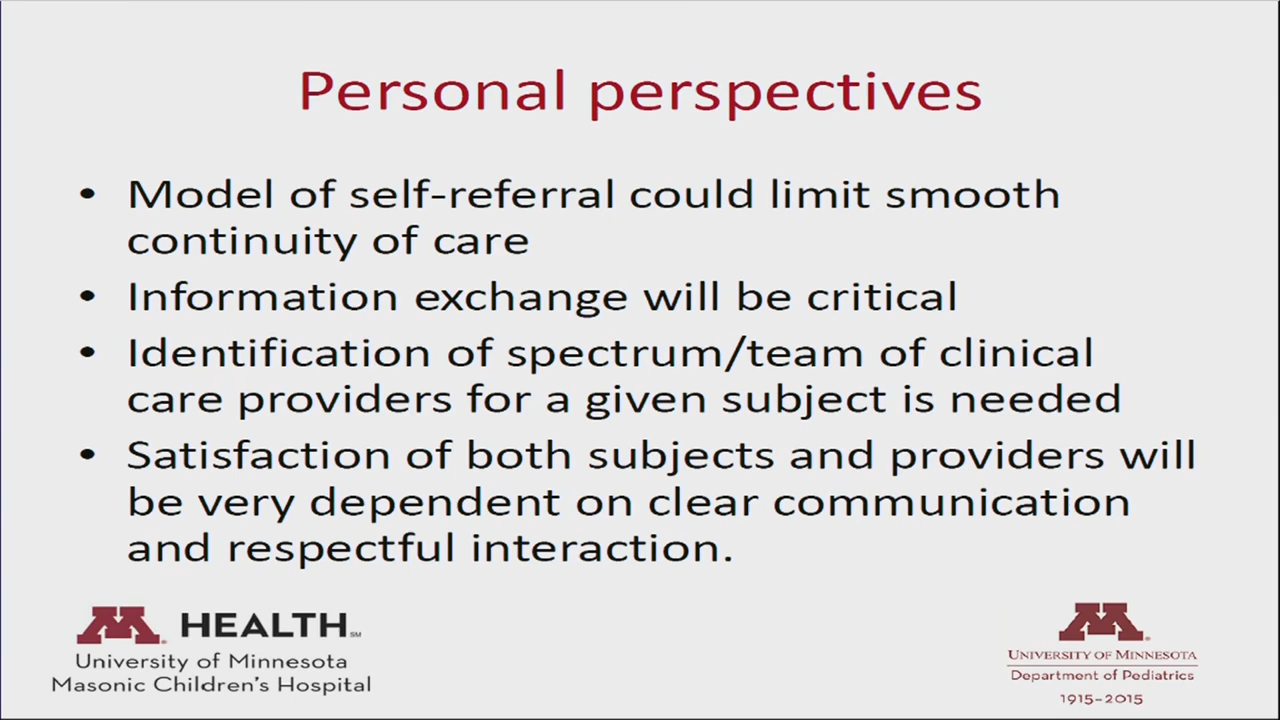 Personal perspectives
• Model of self-referral could limit smooth
continuity of care
• Information exchange will be critical
• Identification of spectrum/team of clinical
care providers for a given subject is needed
• Satisfaction of both subjects and providers will
be very dependent on clear communication
and respectful interaction.
M HEALTH℠
University of Minnesota
Masonic Children's Hospital
M
UNIVERSITY OF MINNESOTA
Department of Pediatrics
1915–2015